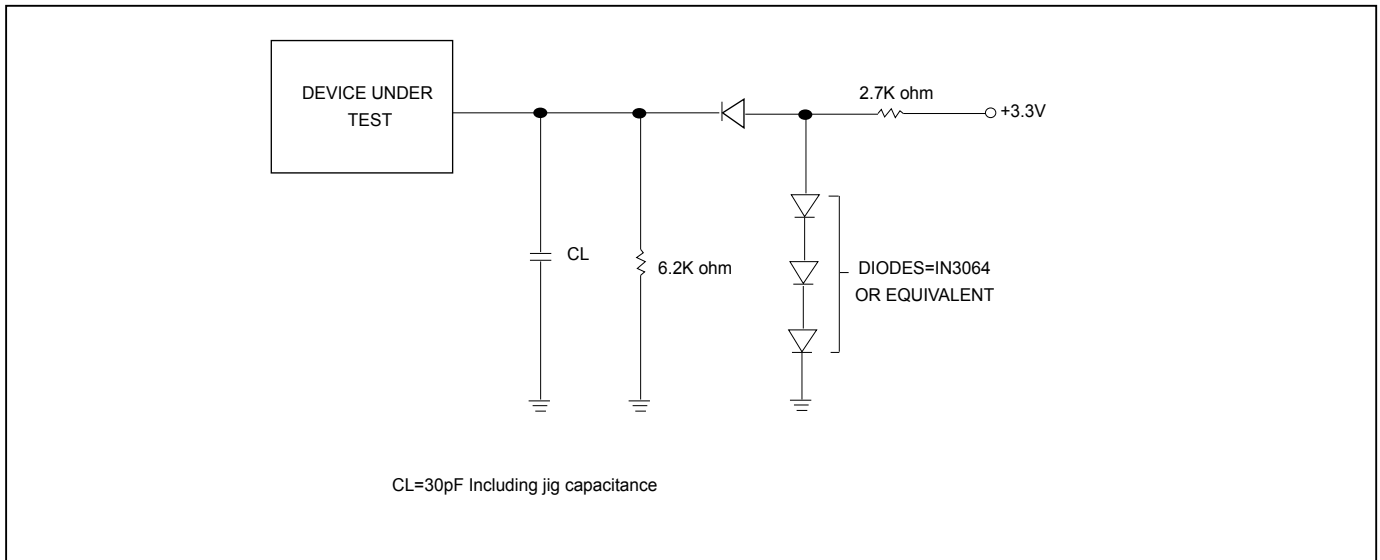 DEVICE UNDER
TEST
2.7K ohm
+3.3V
CL
6.2K ohm
DIODES=IN3064
OR EQUIVALENT
CL=30pF Including jig capacitance